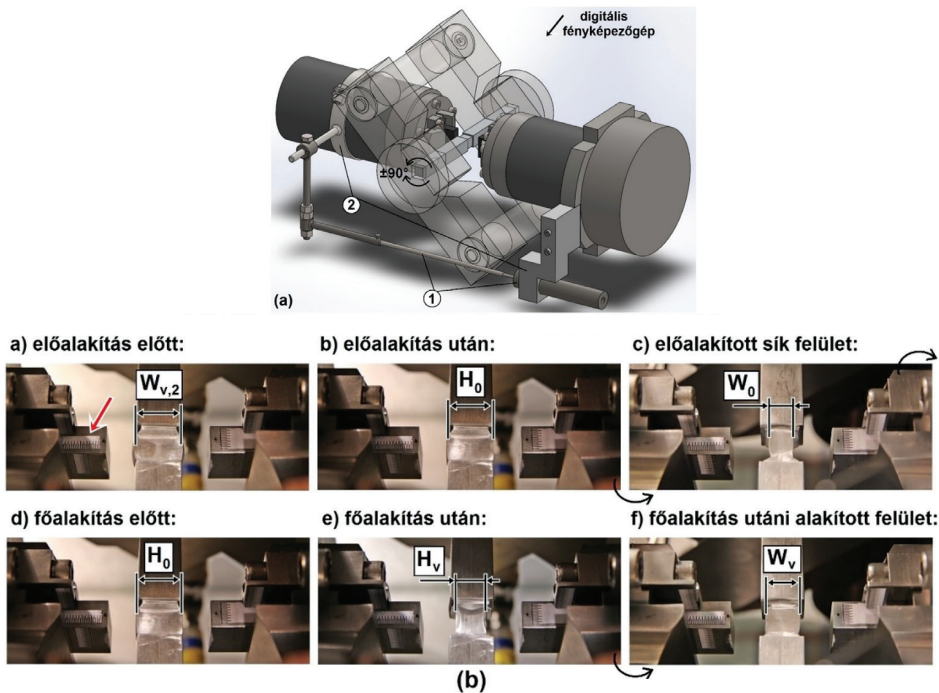 digitális
fényképezőgép
±90°
2
1
(a)
a) előalakítás előtt:
b) előalakítás után:
c) előalakított sík felület:
Wv,2
H0
W0
d) főalakítás előtt:
e) főalakítás után:
f) főalakítás utáni alakított felület:
H0
Hv
Wv
(b)